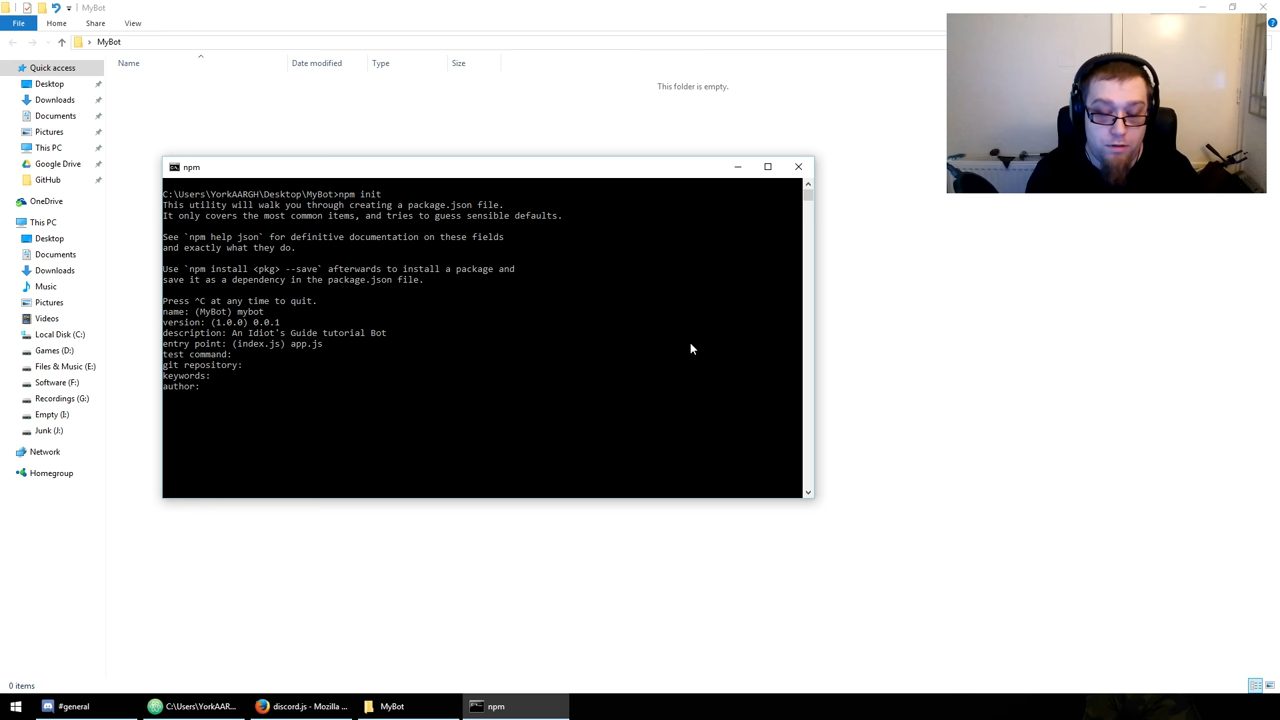 MyBot
File Home Share View
MyBot
Name Date modified Type Size
This folder is empty.
Quick access
Desktop
Downloads
Documents
Pictures
This PC
Google Drive
GitHub
OneDrive
This PC
Desktop
Documents
Downloads
Music
Pictures
Videos
Local Disk (C:)
Games (D:)
Files & Music (E:)
Software (F:)
Recordings (G:)
Empty (I:)
Junk (J:)
Network
Homegroup
npm
C:\Users\YorkAARGH\Desktop\MyBot>npm init
This utility will walk you through creating a package.json file.
It only covers the most common items, and tries to guess sensible defaults.
See `npm help json` for definitive documentation on these fields
and exactly what they do.
Use `npm install <pkg> --save` afterwards to install a package and
save it as a dependency in the package.json file.
Press ^C at any time to quit.
name: (MyBot) mybot
version: (1.0.0) 0.0.1
description: An Idiot's Guide tutorial Bot
entry point: (index.js) app.js
test command:
git repository:
keywords:
author:
0 items
#general C:\Users\YorkAAR... discord.js - Mozilla ... MyBot npm